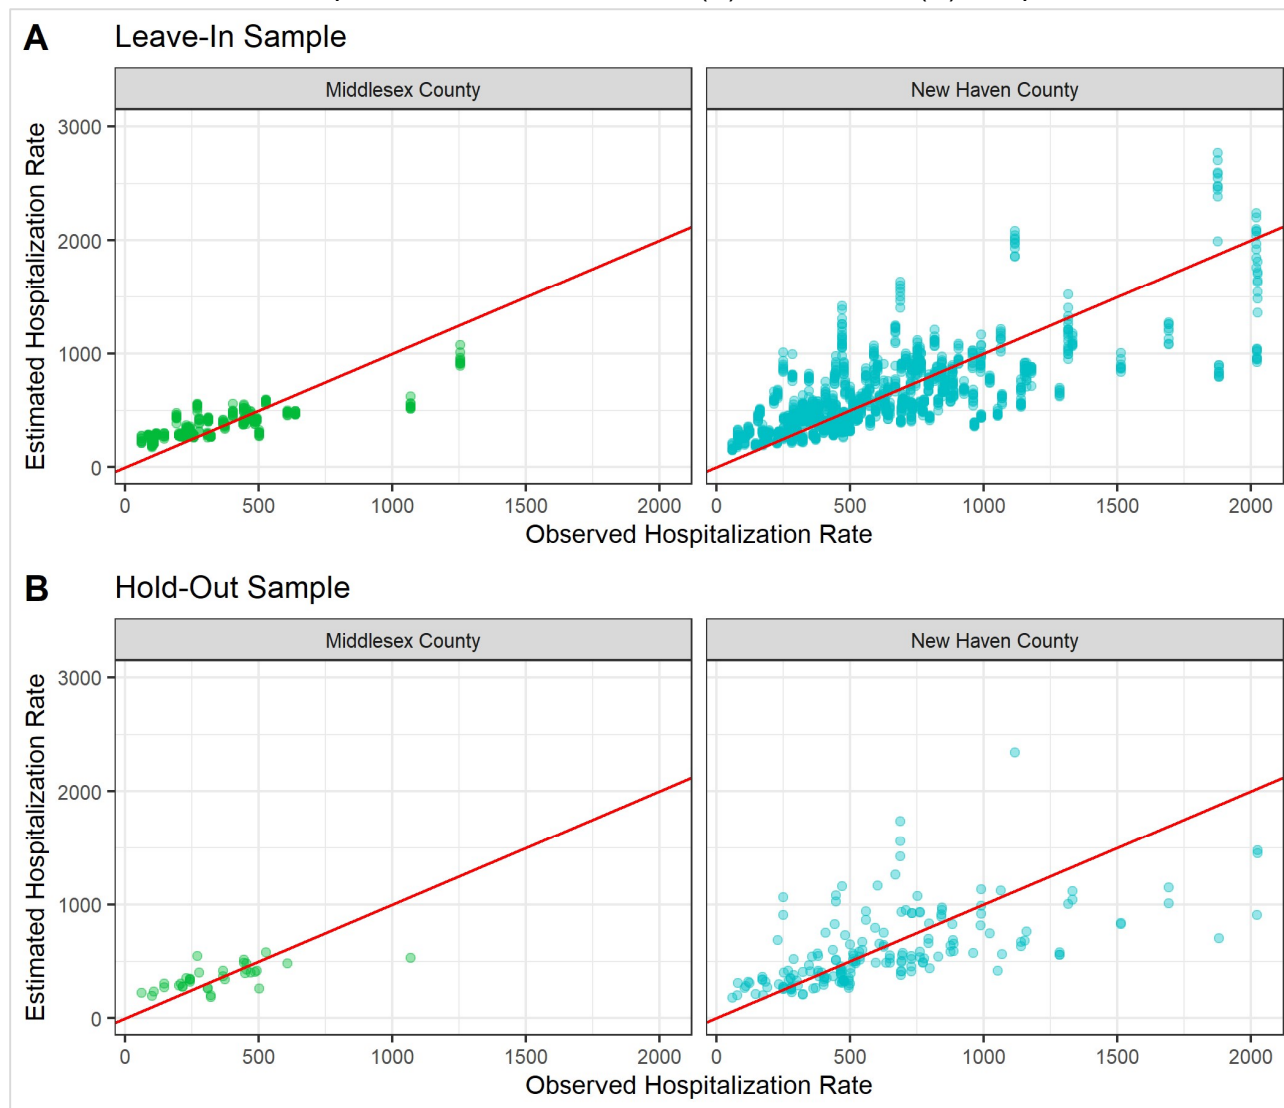 A Leave-In Sample
Middlesex County New Haven County
Estimated Hospitalization Rate
3000
2000
1000
0
0 500 1000 1500 2000 0 500 1000 1500 2000
Observed Hospitalization Rate
B Hold-Out Sample
Middlesex County New Haven County
Estimated Hospitalization Rate
3000
2000
1000
0
0 500 1000 1500 2000 0 500 1000 1500 2000
Observed Hospitalization Rate